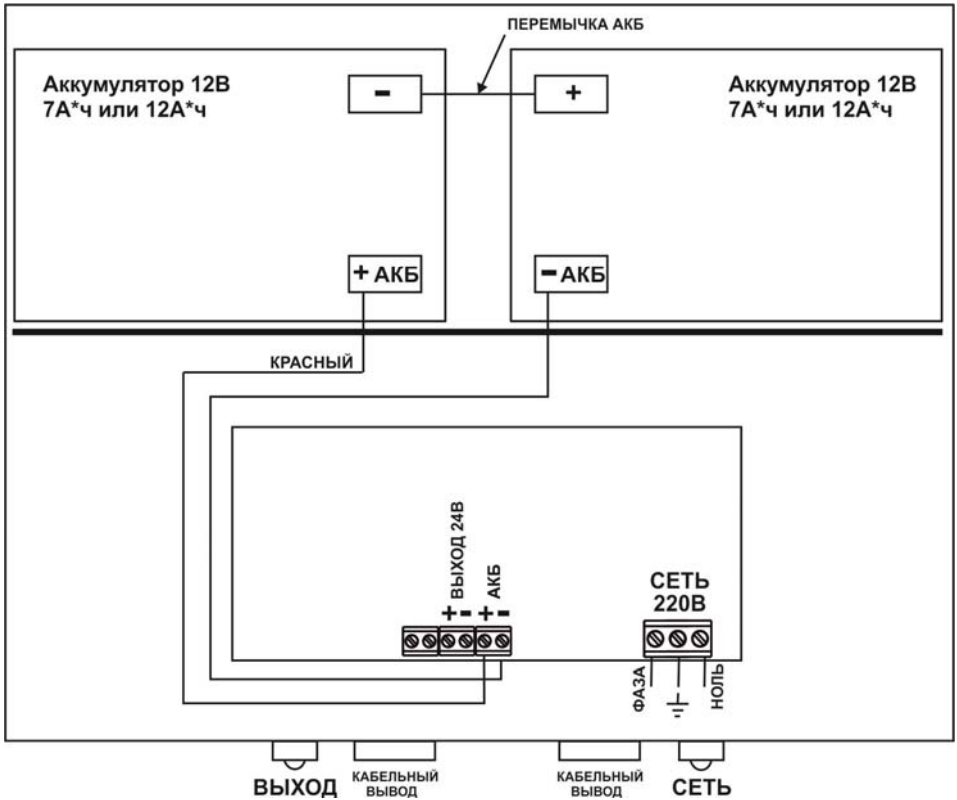 ПЕРЕМЫЧКА АКБ
Аккумулятор 12В
7А*ч или 12А*ч
-
+
Аккумулятор 12В
7А*ч или 12А*ч
+ АКБ
- АКБ
КРАСНЫЙ
ВЫХОД 24В
АКБ
+ - + -
СЕТЬ
220В
ФАЗА
НОЛЬ
ВЫХОД
КАБЕЛЬНЫЙ
ВЫВОД
КАБЕЛЬНЫЙ
ВЫВОД
СЕТЬ